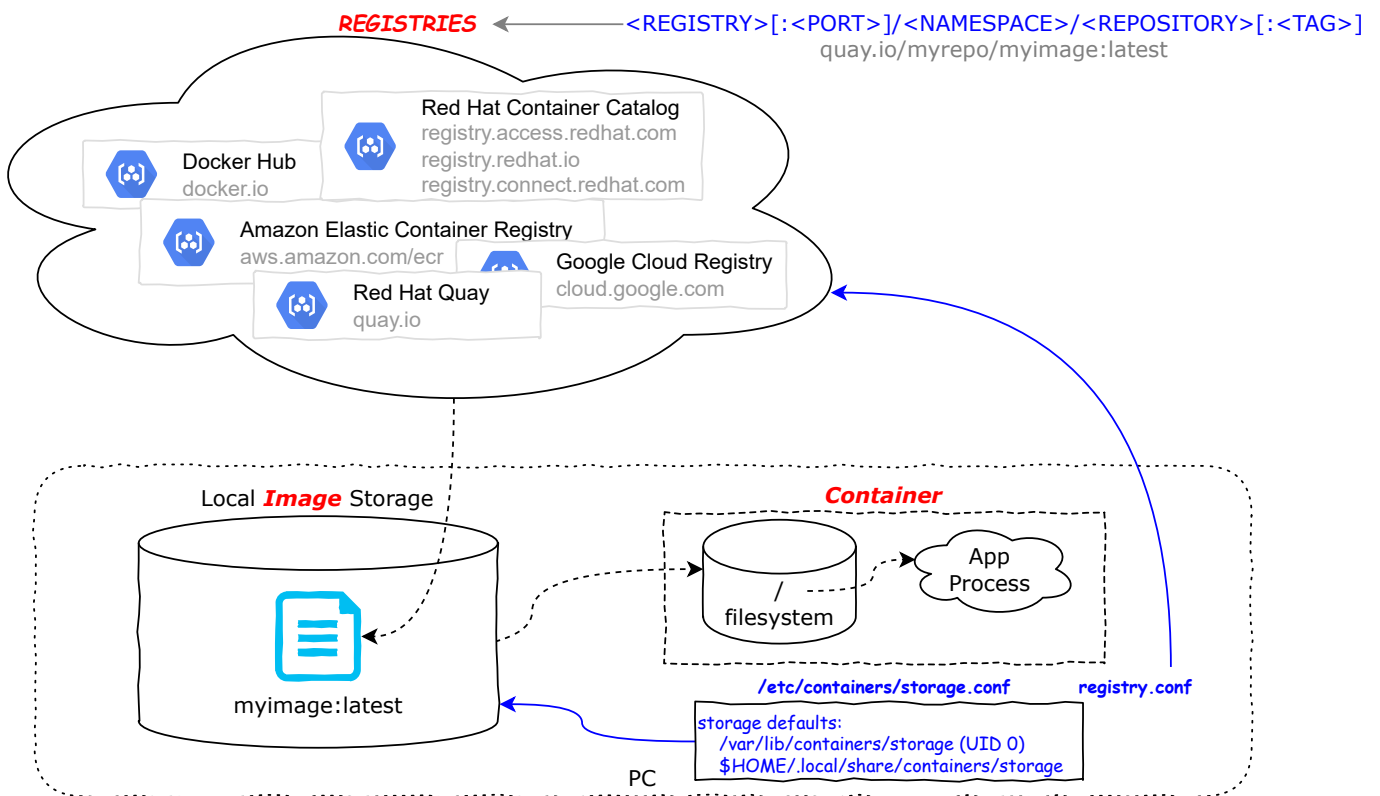 REGISTRIES
<REGISTRY>[:<PORT>]/<NAMESPACE>/<REPOSITORY>[:<TAG>]
quay.io/myrepo/myimage:latest
Red Hat Container Catalog
registry.access.redhat.com
registry.redhat.io
registry.connect.redhat.com
Docker Hub
docker.io
Amazon Elastic Container Registry
aws.amazon.com/ecr
Google Cloud Registry
cloud.google.com
Red Hat Quay
quay.io
Local Image Storage
myimage:latest
Container
/
filesystem
App
Process
/etc/containers/storage.conf
registry.conf
storage defaults:
/var/lib/containers/storage (UID 0)
$HOME/.local/share/containers/storage
PC